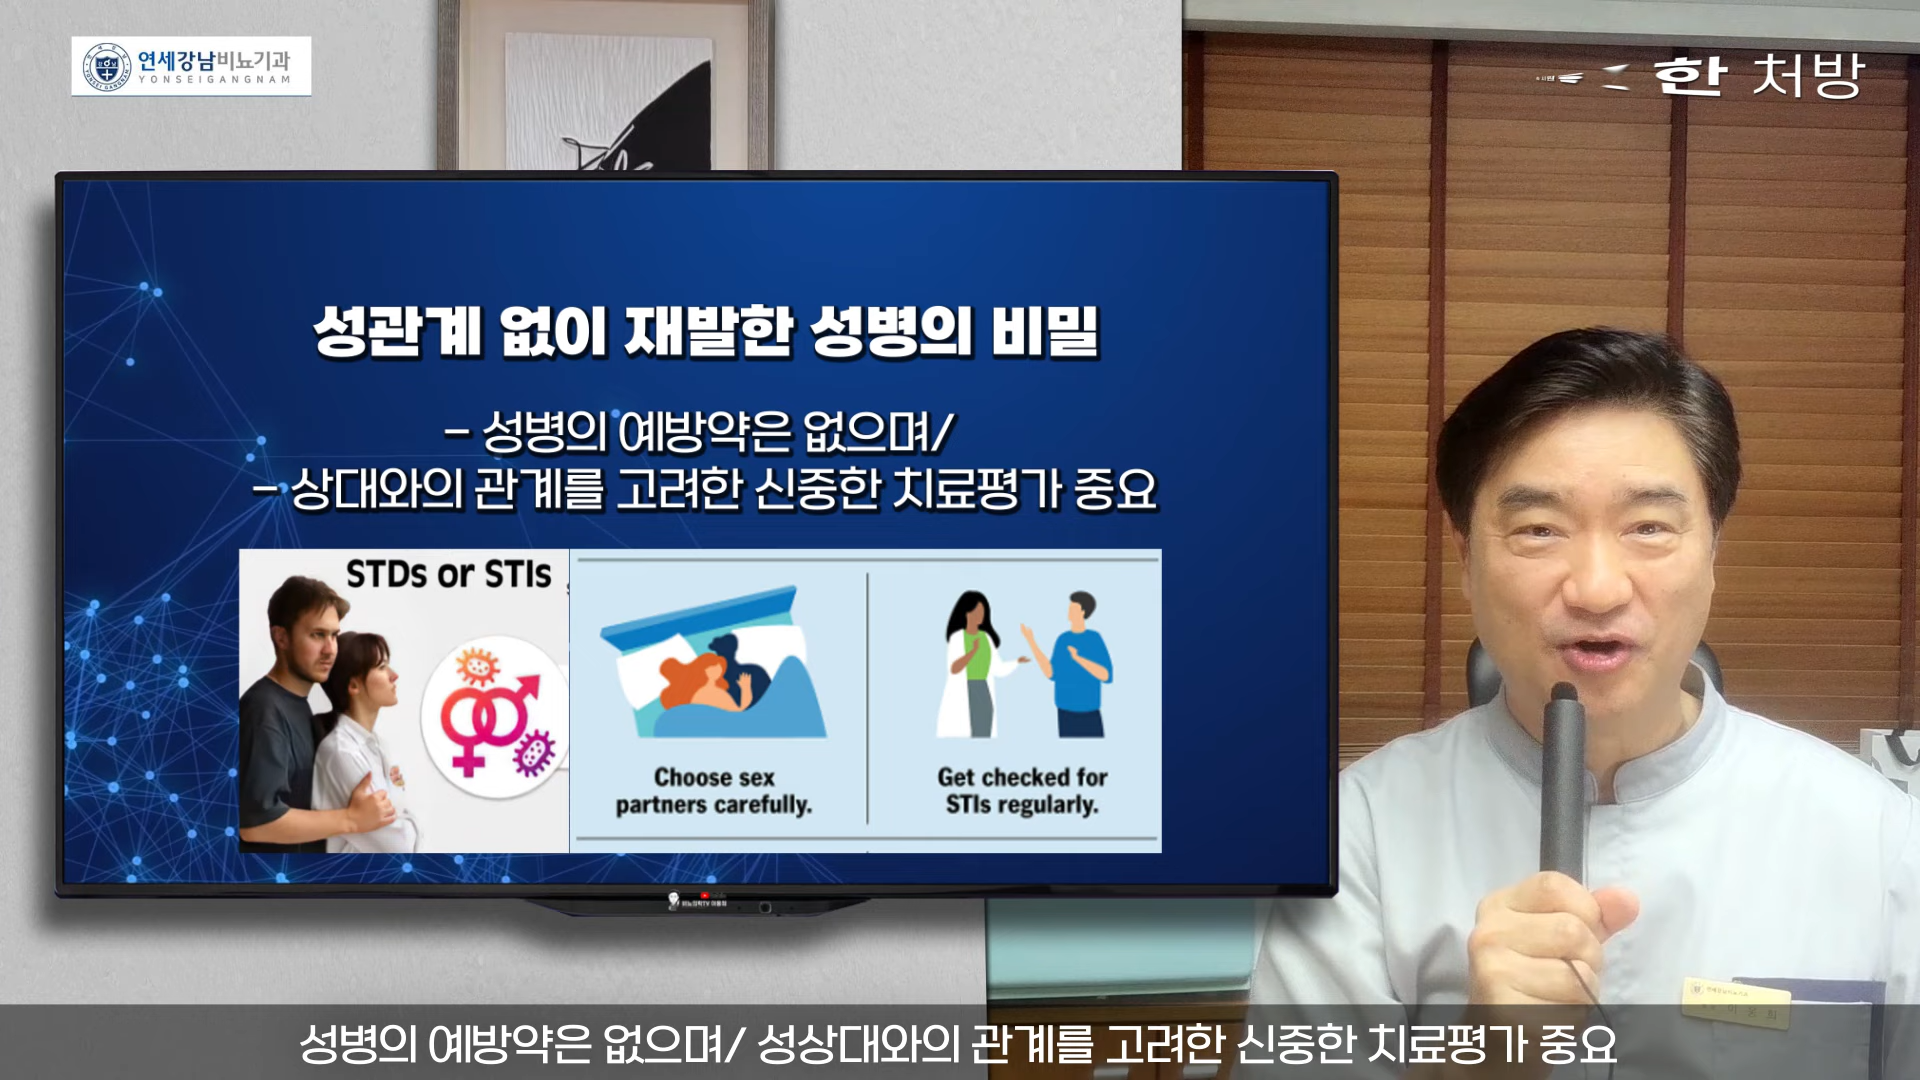 연세강남비뇨기과
YONSEIGANGNAM
한 처방
성관계 없이 재발한 성병의 비밀
- 성병의 예방약은 없으며/
- 상대와의 관계를 고려한 신중한 치료평가 중요
STDs or STIs
Choose sex
partners carefully.
Get checked for
STIs regularly.
성병의 예방약은 없으며/ 성상대와의 관계를 고려한 신중한 치료평가 중요